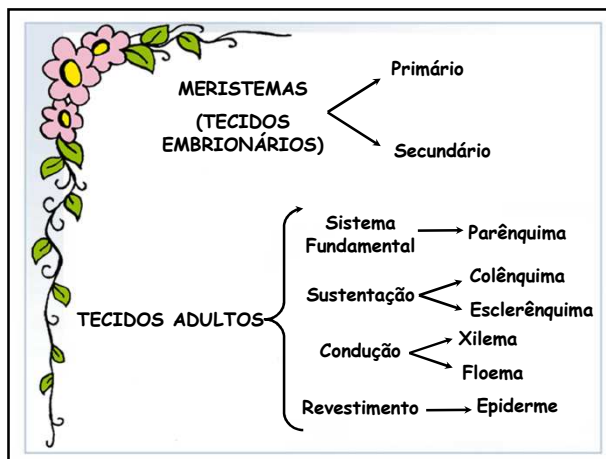 MERISTEMAS
(TECIDOS
EMBRIONÁRIOS)
Primário
Secundário
TECIDOS ADULTOS
Sistema
Fundamental
Parênquima
Sustentação
Colênquima
Esclerênquima
Condução
Xilema
Floema
Revestimento
Epiderme